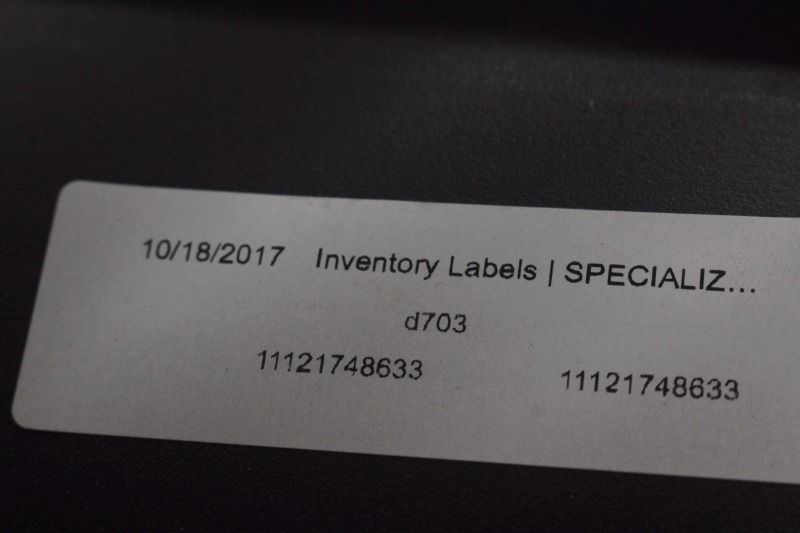 10/18/2017 Inventory Labels | SPECIALIZ...
d703
11121748633 11121748633